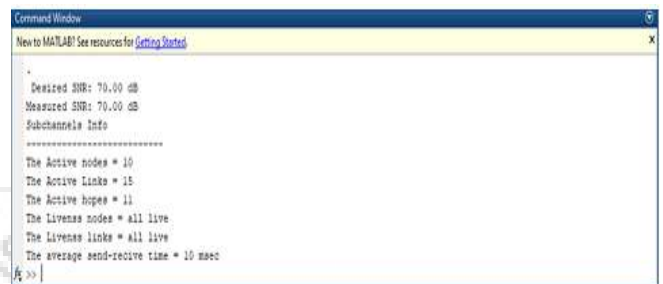 Command Window
New to MATLAB? See resources for Getting Started.
x
.
Desired SNR: 70.00 dB
Measured SNR: 70.00 dB
Subchannels Info
===========================
The Active nodes = 10
The Active Links = 15
The Active hopes = 11
The Livenss nodes = all live
The Livenss links = all live
The average send-recive time = 10 msec
fx >>